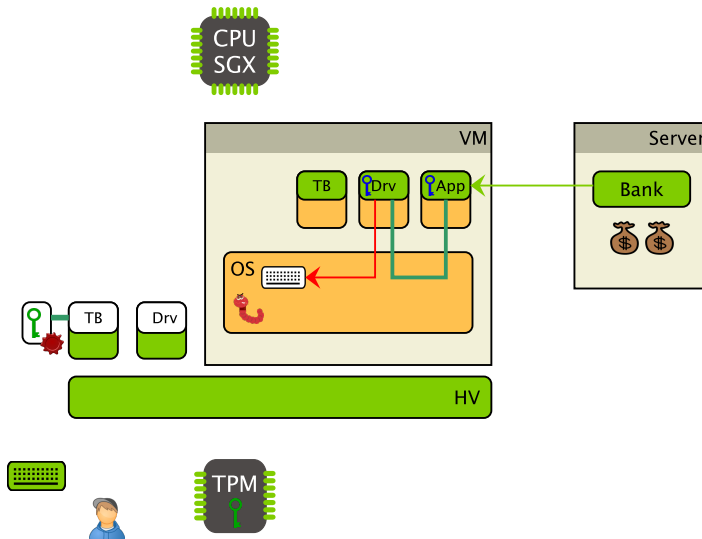 CPU
SGX
VM
Server
TB
Drv
App
Bank
$
$
OS
TB
Drv
HV
TPM